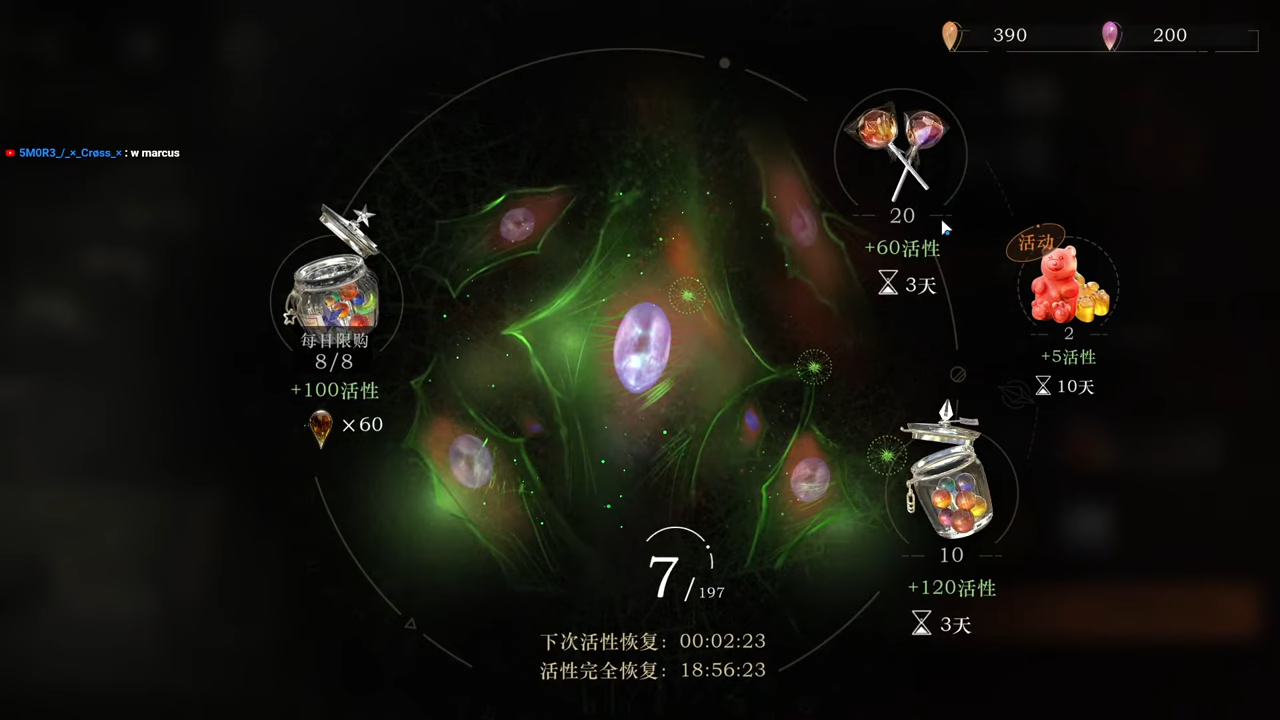 390
200
5M0R3_/_×_Crøss_× : w marcus
20
+60活性
3天
活动
2
+5活性
10天
每日限购
8/8
+100活性
×60
10
+120活性
3天
7/197
下次活性恢复：00:02:23
活性完全恢复：18:56:23